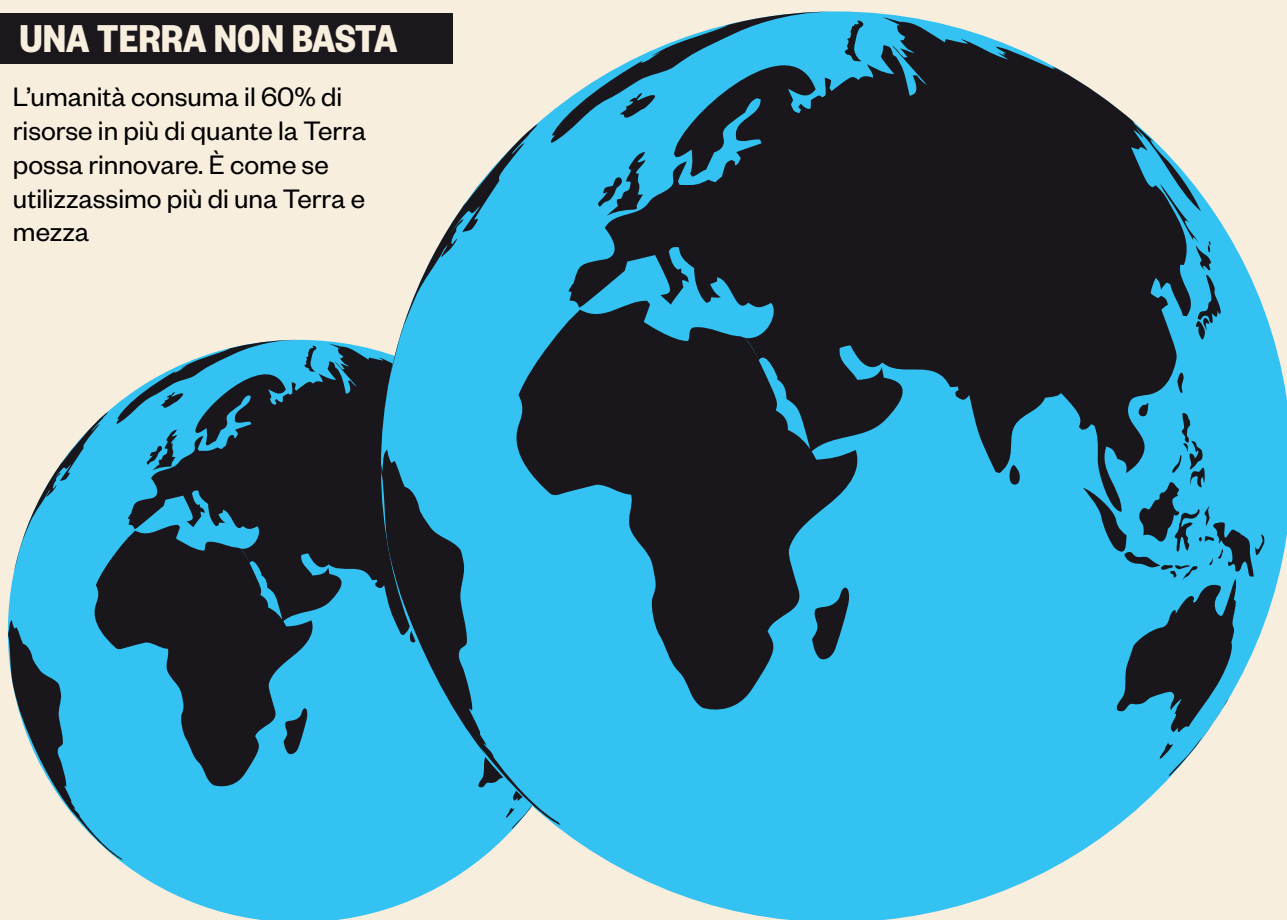 UNA TERRA NON BASTA
L'umanità consuma il 60% di
risorse in più di quante la Terra
possa rinnovare. È come se
utilizzassimo più di una Terra e
mezza